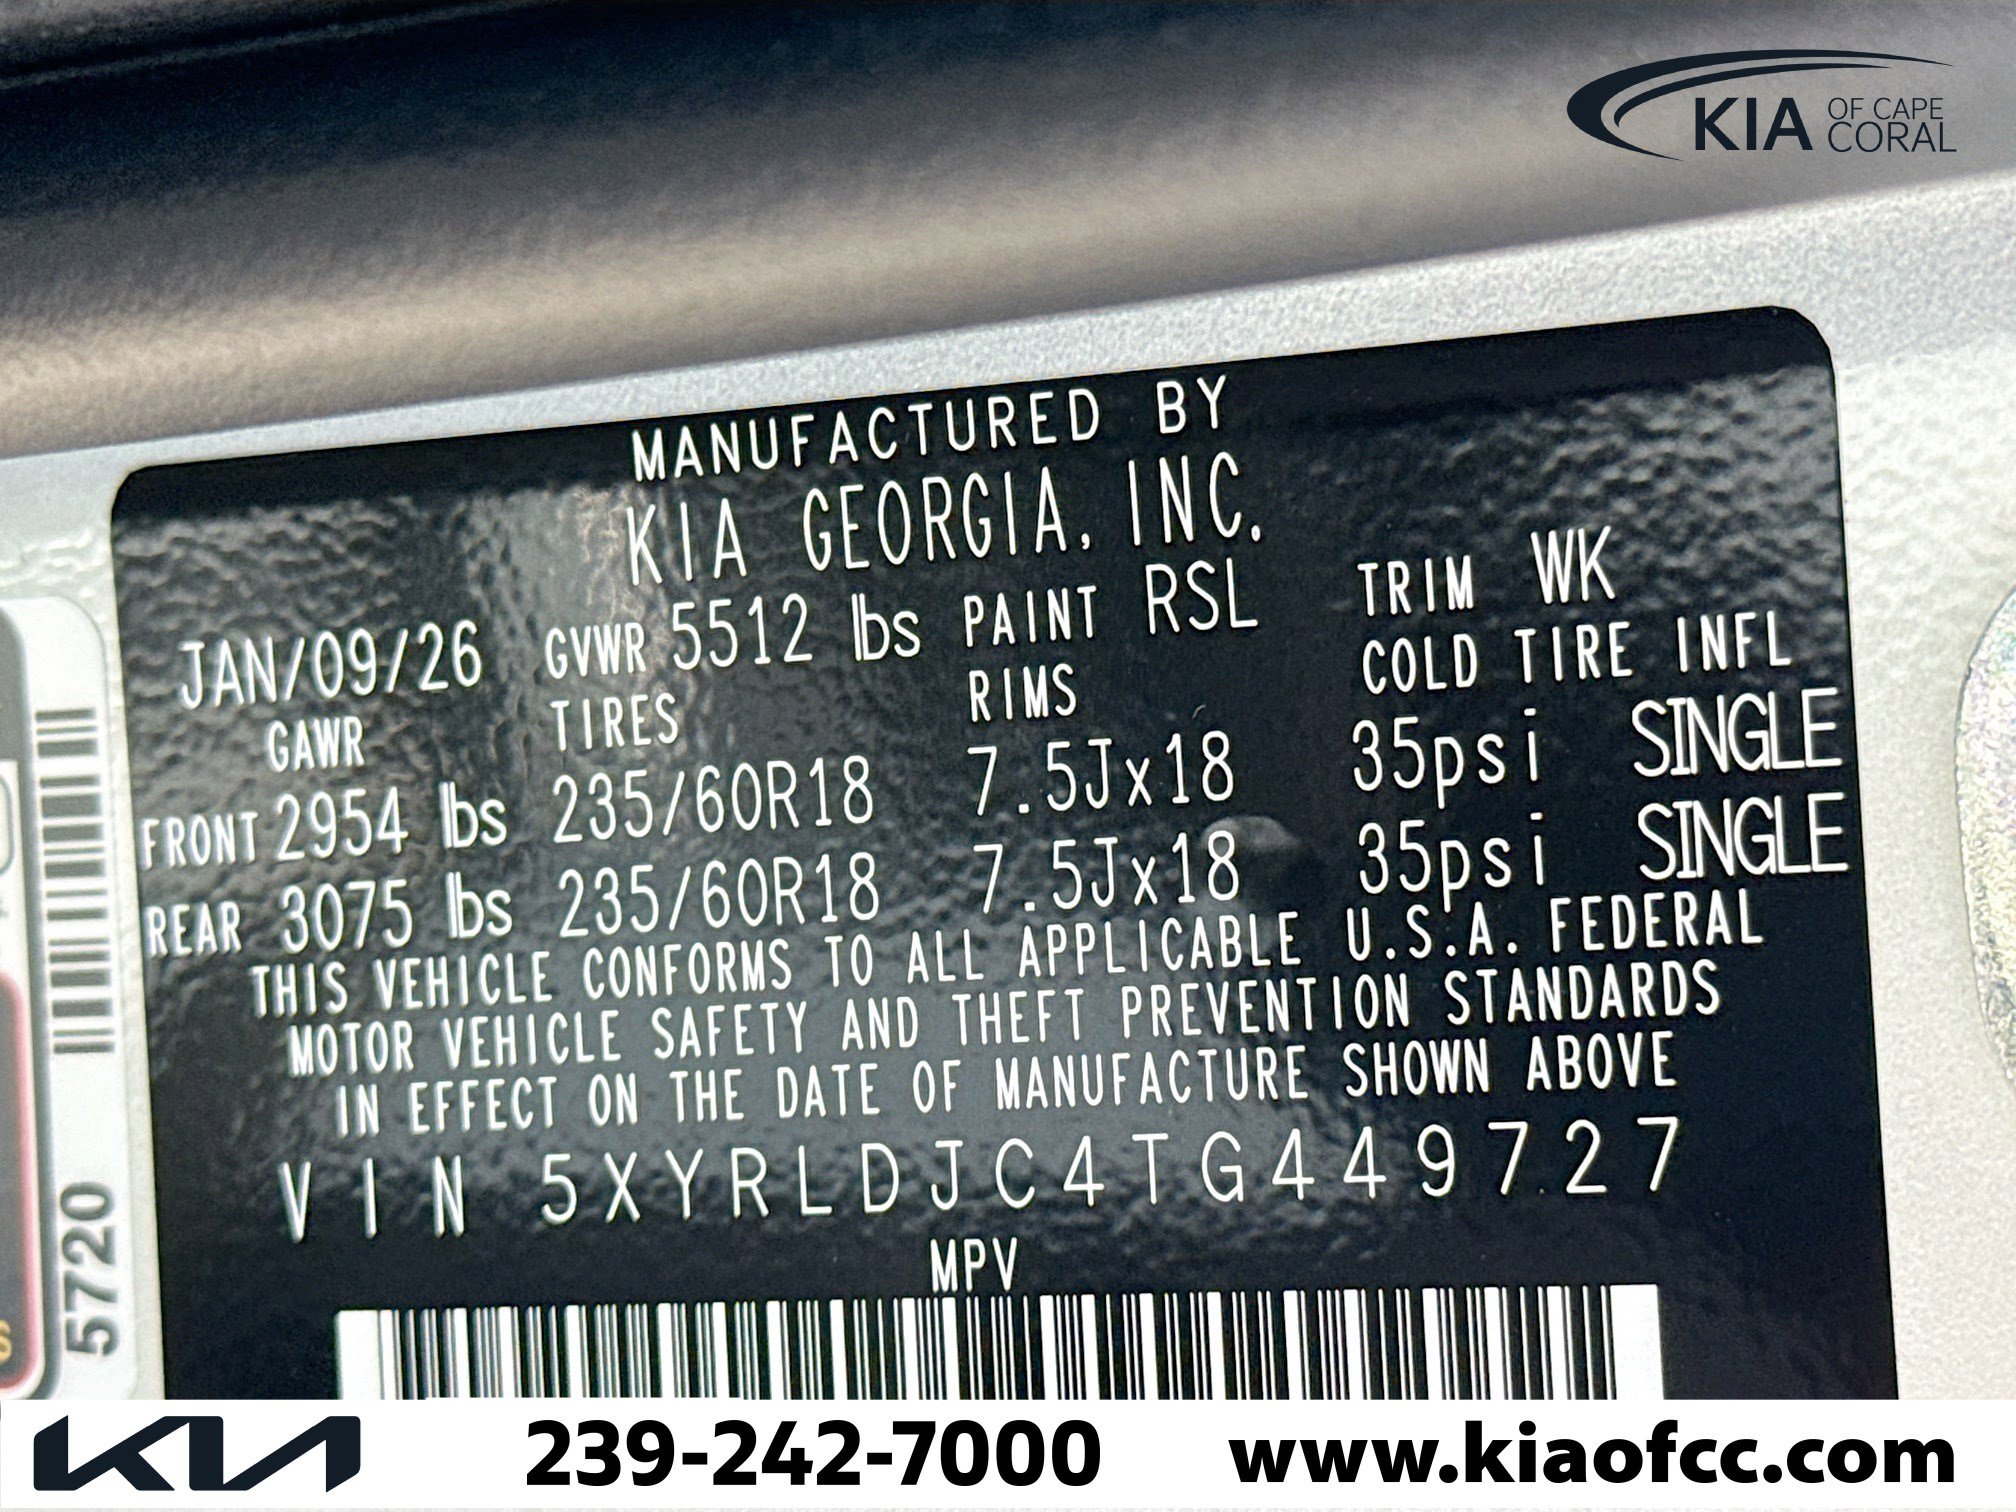 KIA OF CAPE CORAL
MANUFACTURED BY
KIA GEORGIA, INC.
JAN/09/26 GVWR 5512 lbs PAINT RSL TRIM WK
GAWR TIRES RIMS COLD TIRE INFL
FRONT 2954 lbs 235/60R18 7.5Jx18 35psi SINGLE
REAR 3075 lbs 235/60R18 7.5Jx18 35psi SINGLE
THIS VEHICLE CONFORMS TO ALL APPLICABLE U.S.A. FEDERAL
MOTOR VEHICLE SAFETY AND THEFT PREVENTION STANDARDS
IN EFFECT ON THE DATE OF MANUFACTURE SHOWN ABOVE
VIN 5XYRLDJC4TG449727
MPV
5720
KIA 239-242-7000 www.kiaofcc.com